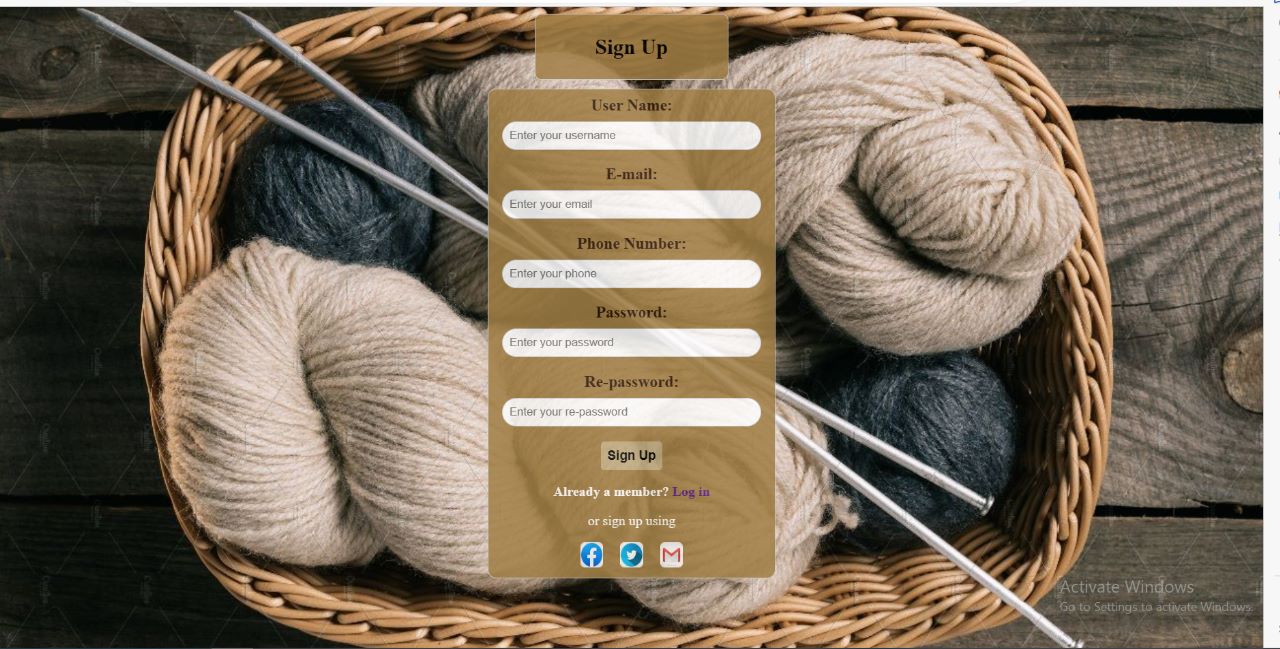 Sign Up
User Name:
Enter your username
E-mail:
Enter your email
Phone Number:
Enter your phone
Password:
Enter your password
Re-password:
Enter your re-password
Sign Up
Already a member? Log in
or sign up using
Activate Windows
Go to Settings to activate Windows.